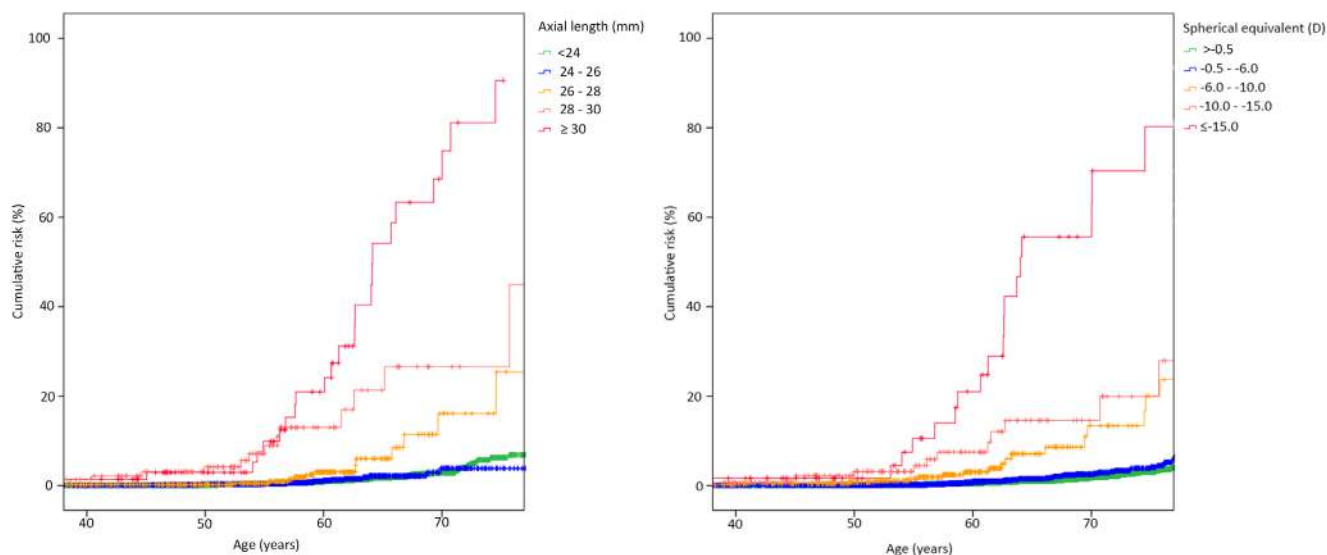 Axial length (mm)
<24
24 - 26
26 - 28
28 - 30
≥ 30
100
80
60
40
20
0
Cumulative risk (%)
40
50
60
70
Age (years)
Spherical equivalent (D)
>-0.5
-0.5 - -6.0
-6.0 - -10.0
-10.0 - -15.0
≤-15.0
100
80
60
40
20
0
Cumulative risk (%)
40
50
60
70
Age (years)